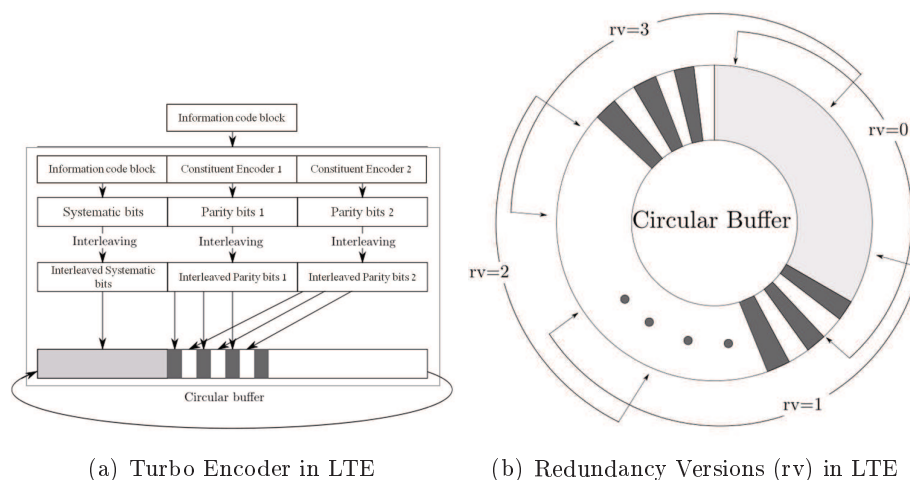 Information code block
Information code block
Constituent Encoder 1
Constituent Encoder 2
Systematic bits
Parity bits 1
Parity bits 2
Interleaving
Interleaving
Interleaving
Interleaved Systematic
bits
Interleaved Parity bits 1
Interleaved Parity bits 2
Circular buffer
(a) Turbo Encoder in LTE
rv=3
rv=0
Circular Buffer
rv=2
rv=1
(b) Redundancy Versions (rv) in LTE